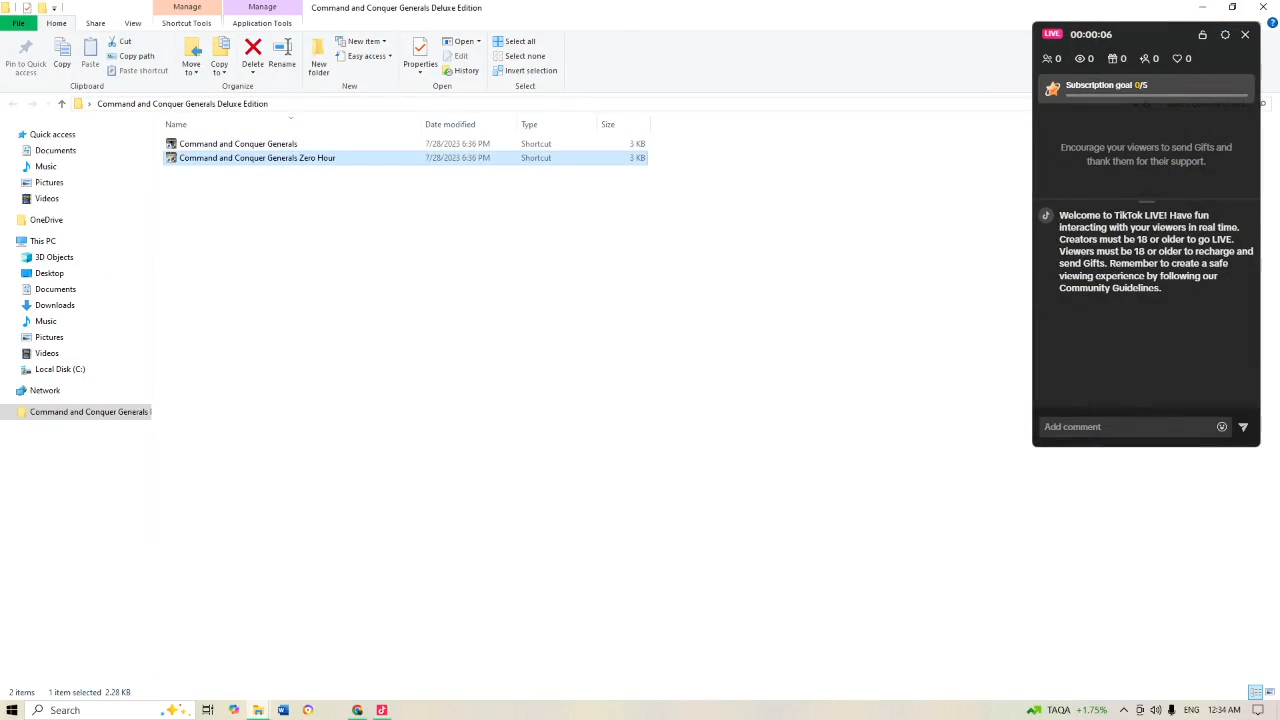 Manage
Manage
Command and Conquer Generals Deluxe Edition
File
Home
Share
View
Shortcut Tools
Application Tools
Pin to Quick access
Copy
Paste
Cut
Copy path
Paste shortcut
Clipboard
Move to
Copy to
Delete
Rename
Organize
New folder
New item
Easy access
New
Properties
Open
Edit
History
Open
Select all
Select none
Invert selection
Select
Command and Conquer Generals Deluxe Edition
Name
Date modified
Type
Size
Command and Conquer Generals
7/28/2023 6:36 PM
Shortcut
3 KB
Command and Conquer Generals Zero Hour
7/28/2023 6:36 PM
Shortcut
3 KB
Quick access
Documents
Music
Pictures
Videos
OneDrive
This PC
3D Objects
Desktop
Documents
Downloads
Music
Pictures
Videos
Local Disk (C:)
Network
Command and Conquer Generals
LIVE 00:00:06
0 0 0 0 0
Subscription goal 0/5
Encourage your viewers to send Gifts and
thank them for their support.
Welcome to TikTok LIVE! Have fun
interacting with your viewers in real time.
Creators must be 18 or older to go LIVE.
Viewers must be 18 or older to recharge and
send Gifts. Remember to create a safe
viewing experience by following our
Community Guidelines.
Add comment
2 items
1 item selected 2.28 KB
Search
TAQA +1.75%
ENG
12:34 AM